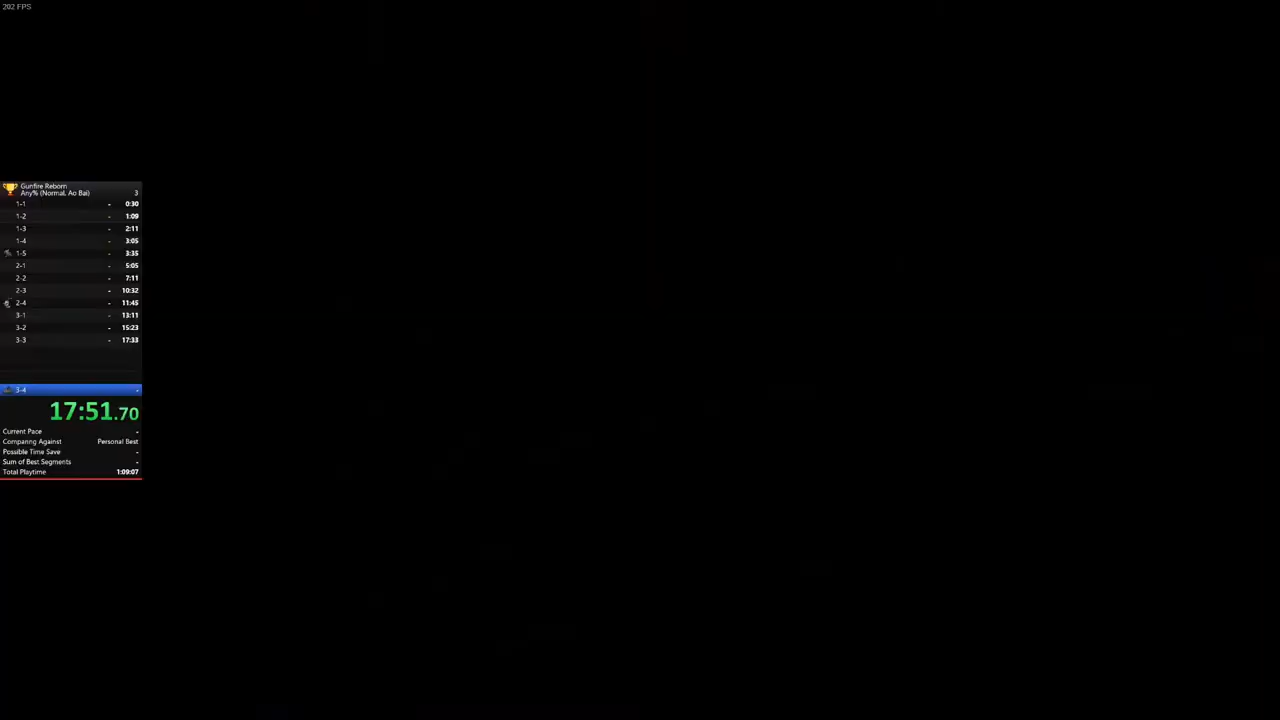 202 FPS
Gunfire Reborn
Any% (Normal, Ao Bai) 3
1-1 - 0:30
1-2 - 1:09
1-3 - 2:11
1-4 - 3:05
1-5 - 3:35
2-1 - 5:05
2-2 - 7:11
2-3 - 10:32
2-4 - 11:45
3-1 - 13:11
3-2 - 15:23
3-3 - 17:33
3-4 -
17:51.70
Current Pace -
Comparing Against Personal Best
Possible Time Save -
Sum of Best Segments -
Total Playtime 1:09:07